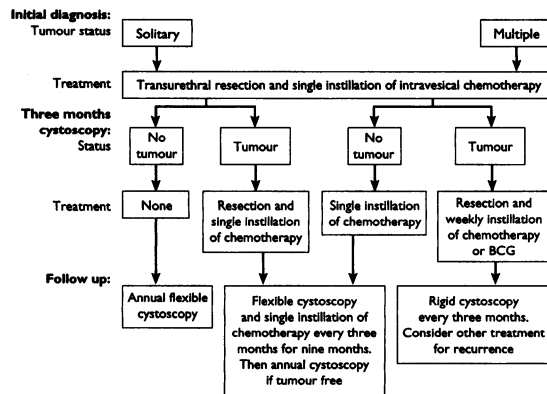 Initial diagnosis:
Tumour status
Solitary
Multiple
Treatment
Transurethral resection and single instillation of intravesical chemotherapy
Three months
cystoscopy:
Status
No
tumour
Tumour
No
tumour
Tumour
Treatment
None
Resection and
single instillation
of chemotherapy
Single instillation
of chemotherapy
Resection and
weekly instillation
of chemotherapy
or BCG
Follow up:
Annual flexible
cystoscopy
Flexible cystoscopy
and single instillation of
chemotherapy every three
months for nine months.
Then annual cystoscopy
if tumour free
Rigid cystoscopy
every three months.
Consider other treatment
for recurrence